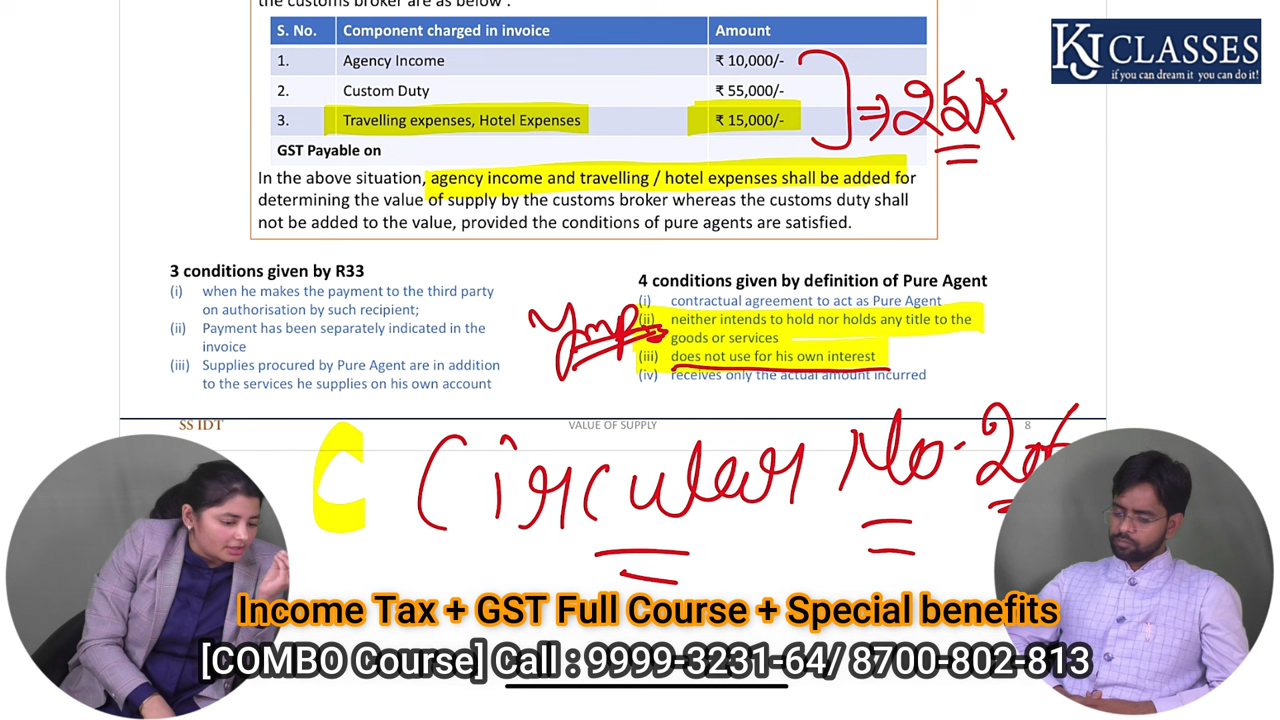 the customs broker are as below :
KJ CLASSES
if you can dream it you can do it!
S. No. Component charged in invoice Amount
1. Agency Income ₹ 10,000/-
2. Custom Duty ₹ 55,000/-
3. Travelling expenses, Hotel Expenses ₹ 15,000/-
⇒ 25k
GST Payable on
In the above situation, agency income and travelling / hotel expenses shall be added for
determining the value of supply by the customs broker whereas the customs duty shall
not be added to the value, provided the conditions of pure agents are satisfied.
3 conditions given by R33
(i) when he makes the payment to the third party
on authorisation by such recipient;
(ii) Payment has been separately indicated in the
invoice
(iii) Supplies procured by Pure Agent are in addition
to the services he supplies on his own account
4 conditions given by definition of Pure Agent
(i) contractual agreement to act as Pure Agent
(ii) neither intends to hold nor holds any title to the
goods or services
(iii) does not use for his own interest
(iv) receives only the actual amount incurred
Imp.
SS IDT VALUE OF SUPPLY 8
C Circular No.
Income Tax + GST Full Course + Special benefits
[COMBO Course] Call : 9999-3231-64/ 8700-802-813